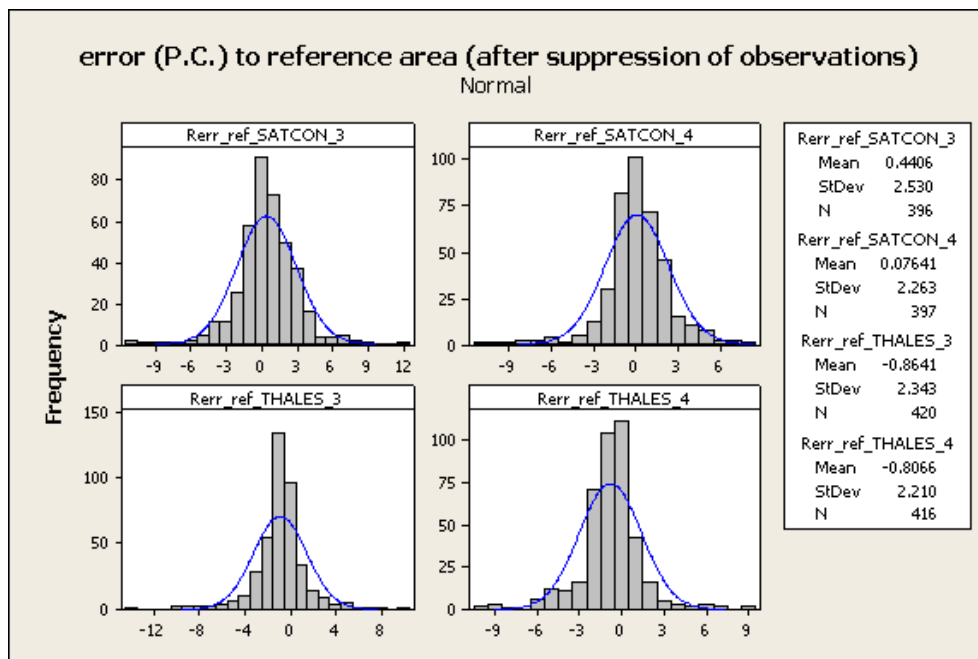 error (P.C.) to reference area (after suppression of observations)
Normal
Rerr_ref_SATCON_3
Rerr_ref_SATCON_4
80
60
40
20
0
-9 -6 -3 0 3 6 9 12
100
75
50
25
0
-9 -6 -3 0 3 6
Frequency
Rerr_ref_THALES_3
Rerr_ref_THALES_4
150
100
50
0
-12 -8 -4 0 4 8
100
75
50
25
0
-9 -6 -3 0 3 6 9
Rerr_ref_SATCON_3
Mean 0.4406
StDev 2.530
N 396
Rerr_ref_SATCON_4
Mean 0.07641
StDev 2.263
N 397
Rerr_ref_THALES_3
Mean -0.8641
StDev 2.343
N 420
Rerr_ref_THALES_4
Mean -0.8066
StDev 2.210
N 416